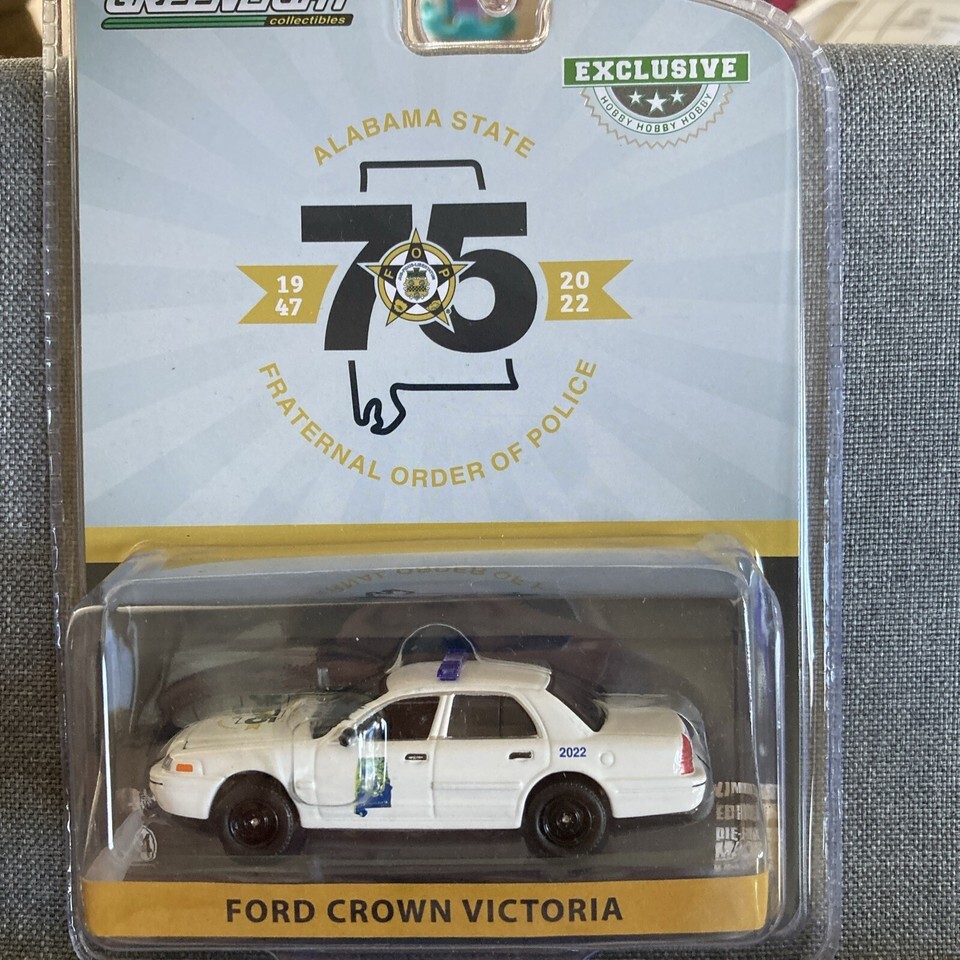 GREENLIGHT
collectibles
EXCLUSIVE
HOBBY HOBBY HOBBY
ALABAMA STATE
75
F O P
19
47
20
22
FRATERNAL ORDER OF POLICE
2022
FORD CROWN VICTORIA